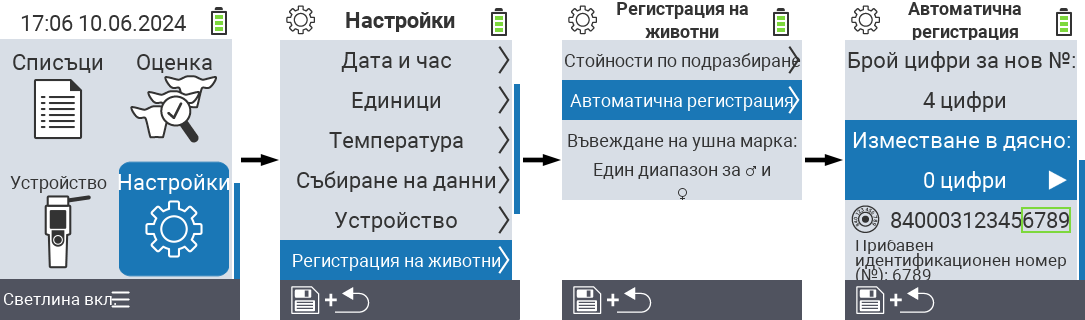 17:06 10.06.2024
Списъци
Оценка
Устройство
Настройки
Светлина вкл.
Настройки
Дата и час
Единици
Температура
Събиране на данни
Устройство
Регистрация на животни
+
Регистрация на
животни
Стойности по подразбиране
Автоматична регистрация
Въвеждане на ушна марка:
Един диапазон за ♂ и
♀
+
Автоматична
регистрация
Брой цифри за нов №:
4 цифри
Изместване в дясно:
0 цифри
840003123456789
Прибавен
идентификационен номер
(№): 6789
+